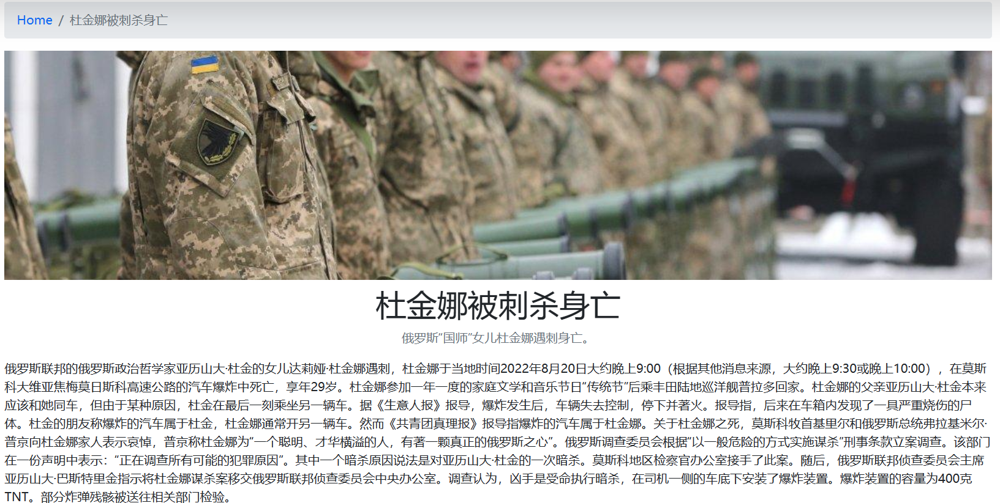 Home / 杜金娜被刺杀身亡
杜金娜被刺杀身亡
俄罗斯“国师”女儿杜金娜遇刺身亡。
俄罗斯联邦的俄罗斯政治哲学家亚历山大·杜金的女儿达莉娅·杜金娜遇刺，杜金娜于当地时间2022年8月20日大约晚上9:00（根据其他消息来源，大约晚上9:30或晚上10:00），在莫斯
科大维亚焦梅莫日斯科高速公路的汽车爆炸中死亡，享年29岁。杜金娜参加一年一度的家庭文学和音乐节日“传统节”后乘丰田陆地巡洋舰普拉多回家。杜金娜的父亲亚历山大·杜金本来
应该和她同车，但由于某种原因，杜金在最后一刻乘坐另一辆车。据《生意人报》报导，爆炸发生后，车辆失去控制，停下并著火。报导指，后来在车箱内发现了一具严重烧伤的尸
体。杜金的朋友称爆炸的汽车属于杜金，杜金娜通常开另一辆车。然而《共青团真理报》报导指爆炸的汽车属于杜金娜。关于杜金娜之死，莫斯科牧首基里尔和俄罗斯总统弗拉基米尔·
普京向杜金娜家人表示哀悼，普京称杜金娜为“一个聪明、才华横溢的人，有著一颗真正的俄罗斯之心”。俄罗斯调查委员会根据“以一般危险的方式实施谋杀”刑事条款立案调查。该部门
在一份声明中表示：“正在调查所有可能的犯罪原因”。其中一个暗杀原因说法是对亚历山大·杜金的一次暗杀。莫斯科地区检察官办公室接手了此案。随后，俄罗斯联邦侦查委员会主席
亚历山大·巴斯特里金指示将杜金娜谋杀案移交俄罗斯联邦侦查委员会中央办公室。调查认为，凶手是受命执行暗杀，在司机一侧的车底下安装了爆炸装置。爆炸装置的容量为400克
TNT。部分炸弹残骸被送往相关部门检验。